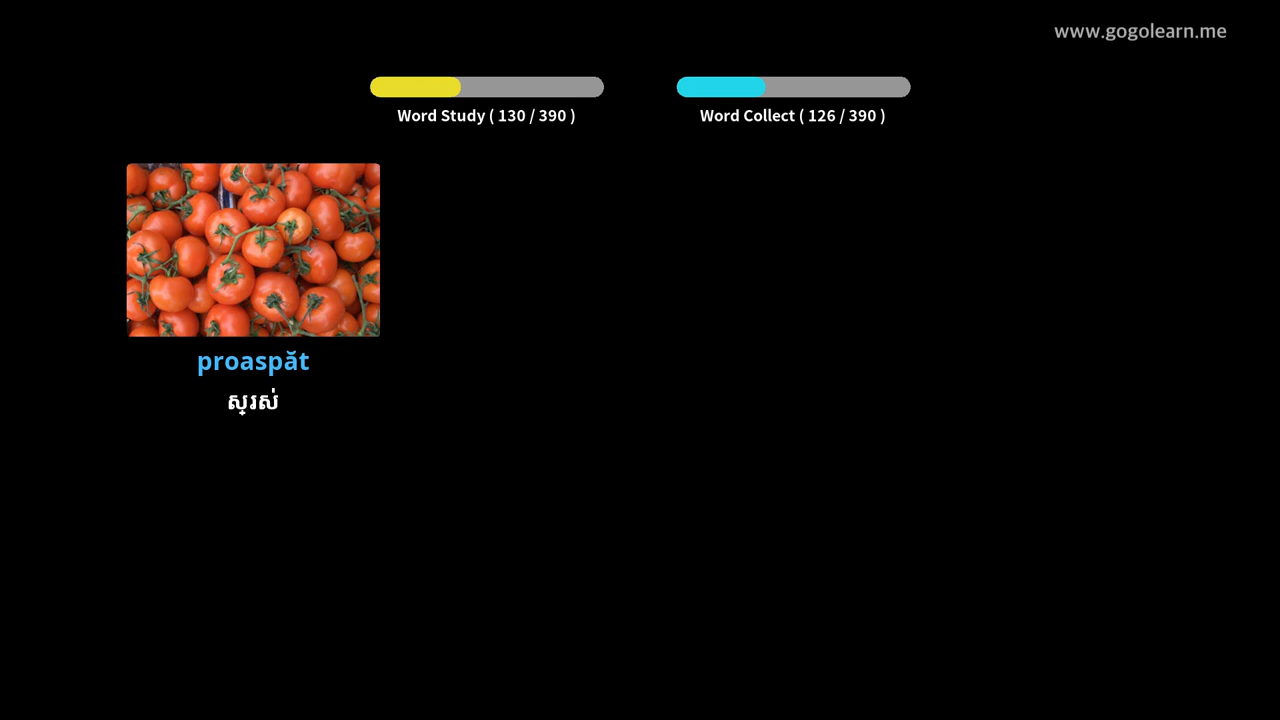 www.gogolearn.me
Word Study ( 130 / 390 )
Word Collect ( 126 / 390 )
proaspăt
ស្រស់